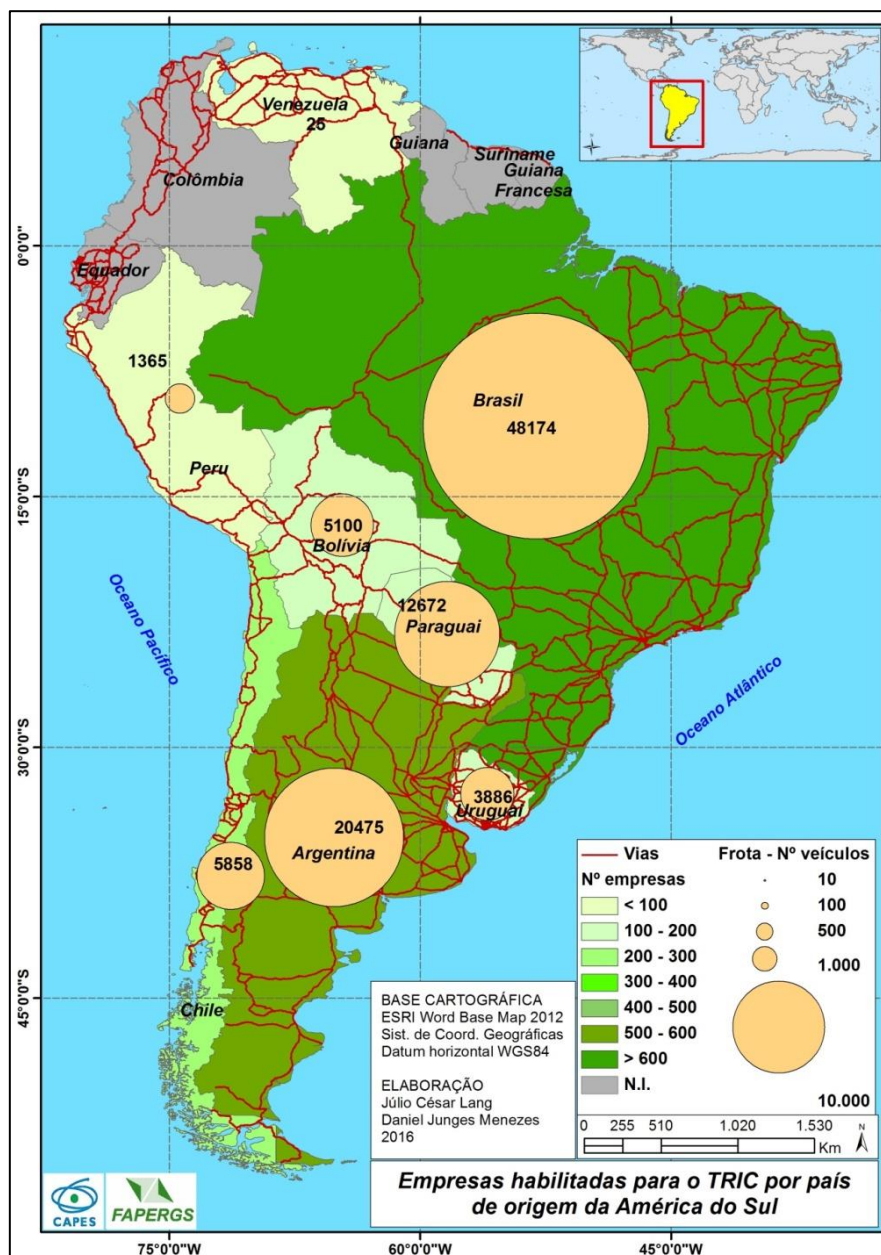 Venezuela
25
Guiana
Suriname
Guiana
Francesa
Colômbia
0°0'0"
Equador
1365
Brasil
48174
Peru
15°0'0"S
5100
Bolívia
12672
Paraguai
Oceano Pacífico
Oceano Atlântico
30°0'0"S
3886
Uruguai
20475
Argentina
5858
45°0'0"S
Chile
BASE CARTOGRÁFICA
ESRI Word Base Map 2012
Sist. de Coord. Geográficas
Datum horizontal WGS84
ELABORAÇÃO
Júlio César Lang
Daniel Junges Menezes
2016
Vias
Nº empresas
< 100
100 - 200
200 - 300
300 - 400
400 - 500
500 - 600
> 600
N.I.
Frota - Nº veículos
10
100
500
1.000
10.000
0 255 510 1.020 1.530
Km
N
CAPES
FAPERGS
Empresas habilitadas para o TRIC por país
de origem da América do Sul
75°0'0"W 60°0'0"W 45°0'0"W